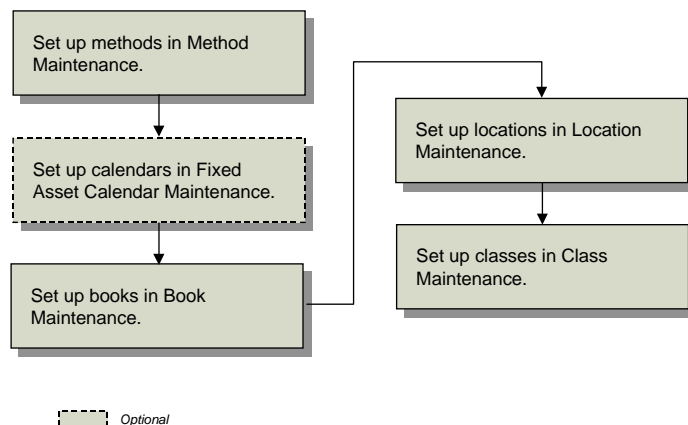 Set up methods in Method
Maintenance.
Set up calendars in Fixed
Asset Calendar Maintenance.
Set up books in Book
Maintenance.
Set up locations in Location
Maintenance.
Set up classes in Class
Maintenance.
Optional